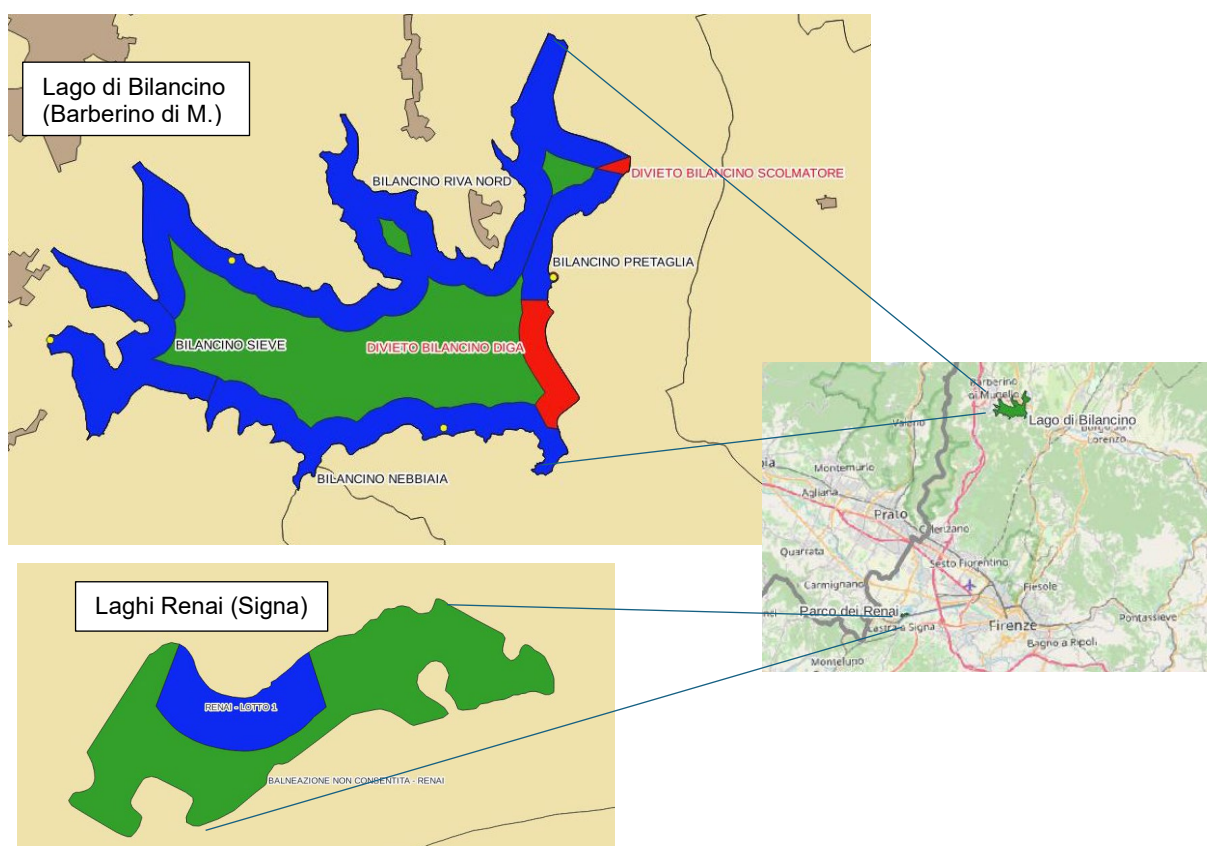 Lago di Bilancino
(Barberino di M.)
BILANCINO RIVA NORD
DIVIETO BILANCINO SCOLMATORE
BILANCINO PRETAGLIA
BILANCINO SIEVE
DIVIETO BILANCINO DIGA
BILANCINO NEBBIAIA
Barberino
di Mugello
Lago di Bilancino
Lorenzo
Vaiano
Montemurlo
Agliana
Prato
Calenzano
Quarrata
Sesto Fiorentino
Carmignano
Fiesole
Parco dei Renai
Lastra a Signa
Firenze
Pontassieve
Bagno a Ripoli
Montelupo
Laghi Renai (Signa)
RENAI - LOTTO 1
BALNEAZIONE NON CONSENTITA - RENAI